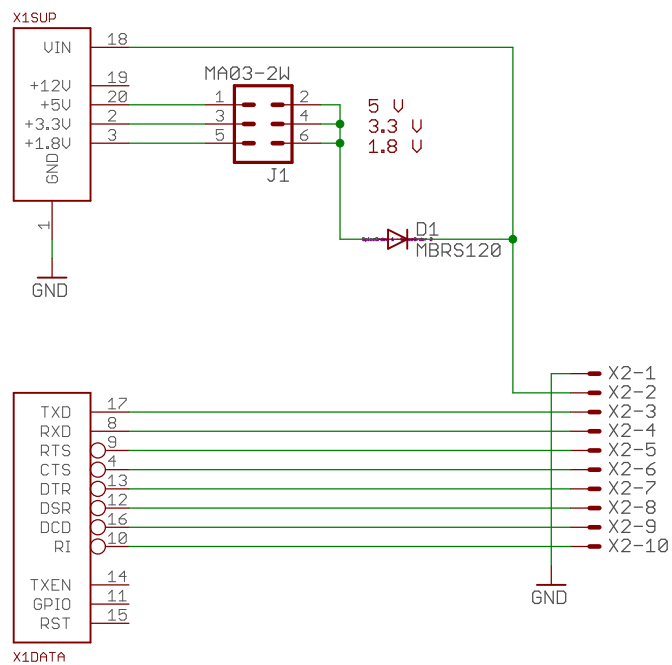 X1SUP
VIN 18
+12V 19
+5V 20
+3.3V 2
+1.8V 3
GND
1
GND
MA03-2W
1 2
3 4
5 6
J1
5 V
3.3 V
1.8 V
D1
MBRS120
X2-1
X2-2
X2-3
X2-4
X2-5
X2-6
X2-7
X2-8
X2-9
X2-10
GND
TXD 17
RXD 8
RTS 9
CTS 4
DTR 13
DSR 12
DCD 16
RI 10
TXEN 14
GPIO 11
RST 15
X1DATA